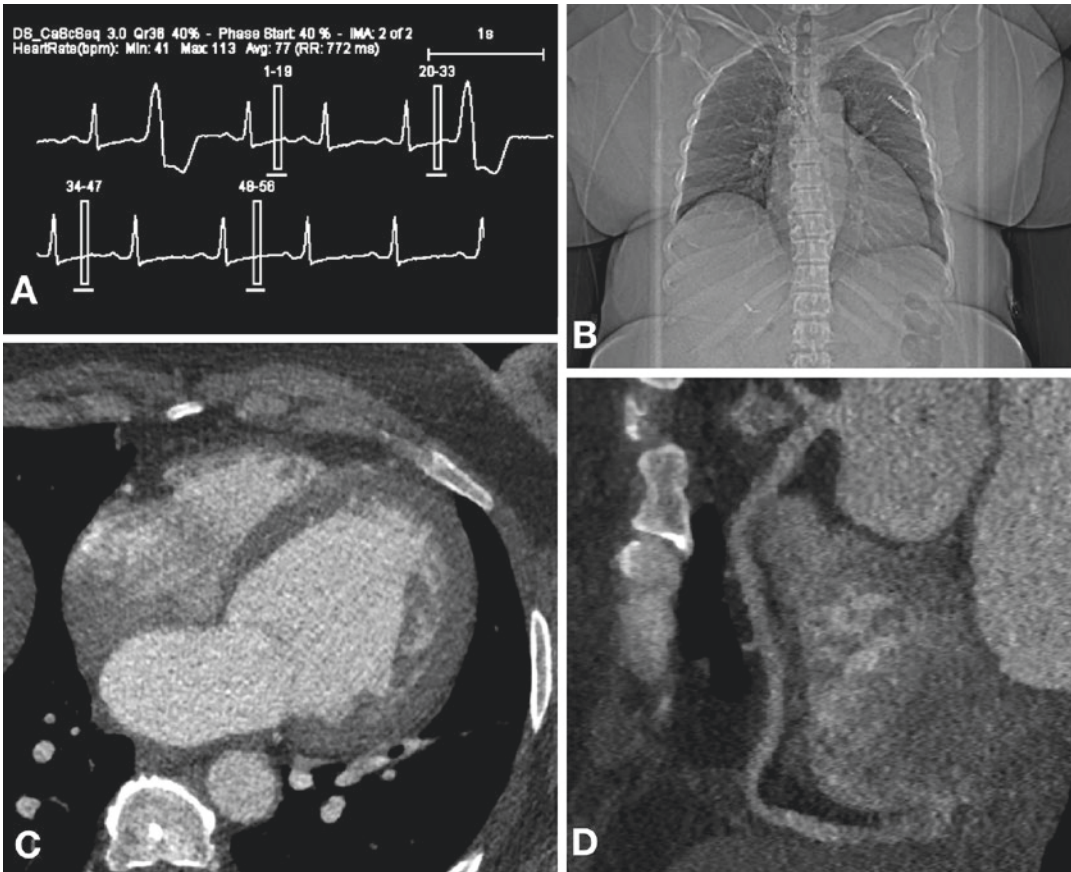 DS_CaScSeq 3.0 Qr36 40% - Phase Start: 40 % - IMA: 2 of 2
HeartRate(bpm): Min: 41 Max: 113 Avg: 77 (RR: 772 ms)
1s
1-19
20-33
34-47
48-56
A
B
C
D